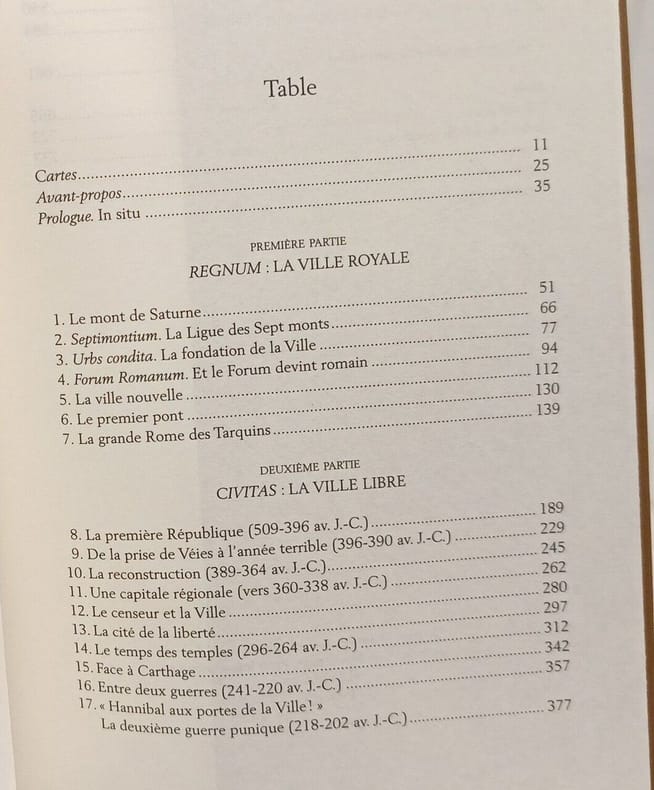 Table
Cartes 11
Avant-propos 25
Prologue. In situ 35
PREMIÈRE PARTIE
REGNUM : LA VILLE ROYALE
1. Le mont de Saturne 51
2. Septimontium. La Ligue des Sept monts 66
3. Urbs condita. La fondation de la Ville 77
4. Forum Romanum. Et le Forum devint romain 94
5. La ville nouvelle 112
6. Le premier pont 130
7. La grande Rome des Tarquins 139
DEUXIÈME PARTIE
CIVITAS : LA VILLE LIBRE
8. La première République (509-396 av. J.-C.) 189
9. De la prise de Véies à l'année terrible (396-390 av. J.-C.) 229
10. La reconstruction (389-364 av. J.-C.) 245
11. Une capitale régionale (vers 360-338 av. J.-C.) 262
12. Le censeur et la Ville 280
13. La cité de la liberté 297
14. Le temps des temples (296-264 av. J.-C.) 312
15. Face à Carthage 342
16. Entre deux guerres (241-220 av. J.-C.) 357
17. « Hannibal aux portes de la Ville ! »
La deuxième guerre punique (218-202 av. J.-C.) 377